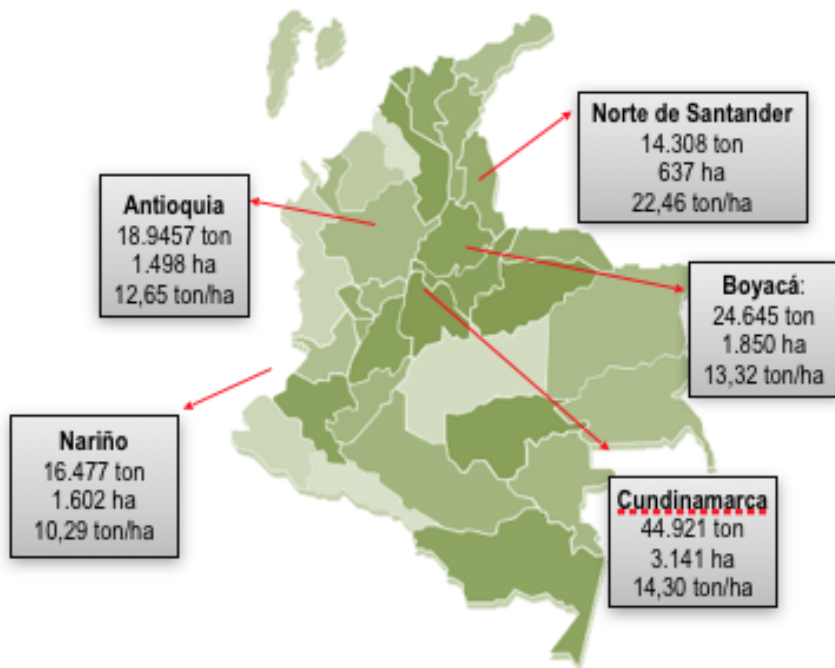 Norte de Santander
14.308 ton
637 ha
22,46 ton/ha
Antioquia
18.9457 ton
1.498 ha
12,65 ton/ha
Boyacá:
24.645 ton
1.850 ha
13,32 ton/ha
Nariño
16.477 ton
1.602 ha
10,29 ton/ha
Cundinamarca
44.921 ton
3.141 ha
14,30 ton/ha